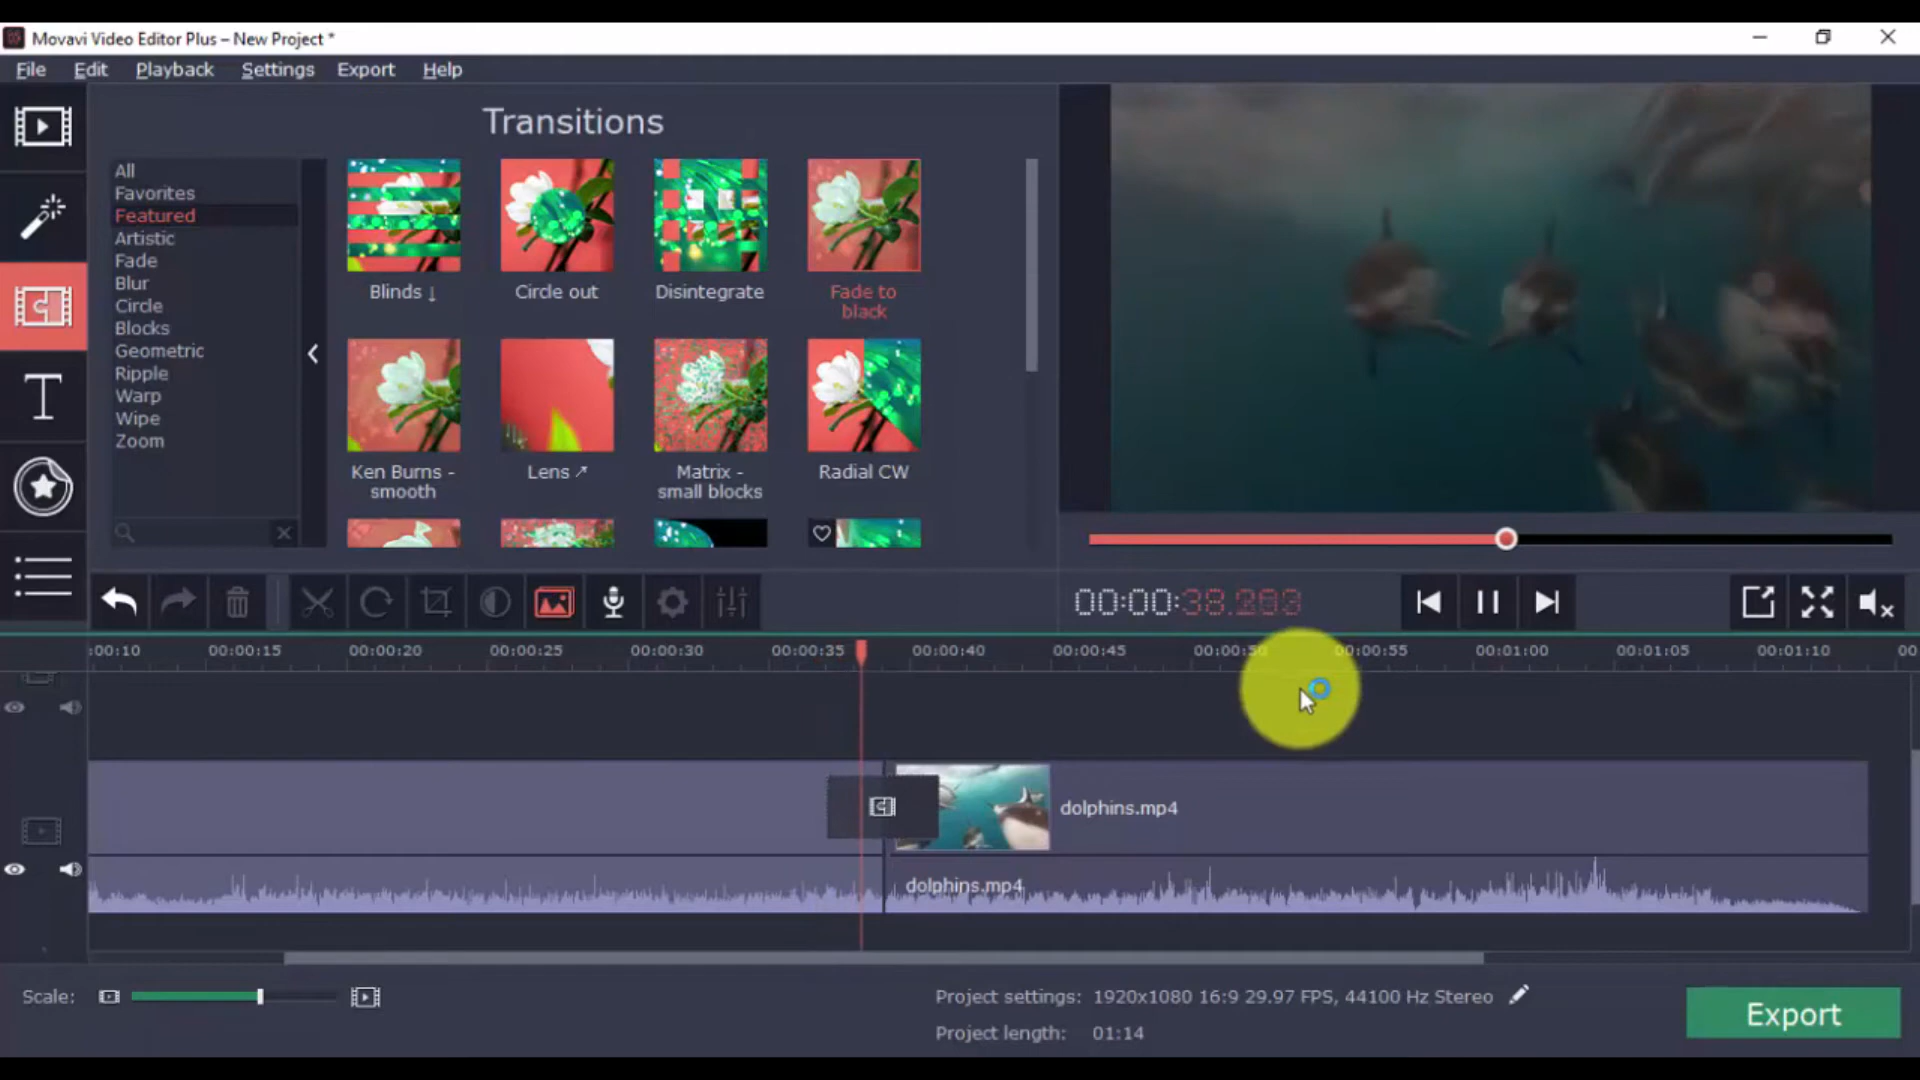 Movavi Video Editor Plus – New Project *
File Edit Playback Settings Export Help
Transitions
All
Favorites
Featured
Artistic
Fade
Blur
Circle
Blocks
Geometric
Ripple
Warp
Wipe
Zoom
Blinds ↓
Circle out
Disintegrate
Fade to
black
Ken Burns -
smooth
Lens ↗
Matrix -
small blocks
Radial CW
00:00:38.283
:00:10 00:00:15 00:00:20 00:00:25 00:00:30 00:00:35 00:00:40 00:00:45 00:00:50 00:00:55 00:01:00 00:01:05 00:01:10 00
dolphins.mp4
dolphins.mp4
Scale:
Project settings: 1920x1080 16:9 29.97 FPS, 44100 Hz Stereo
Project length: 01:14
Export